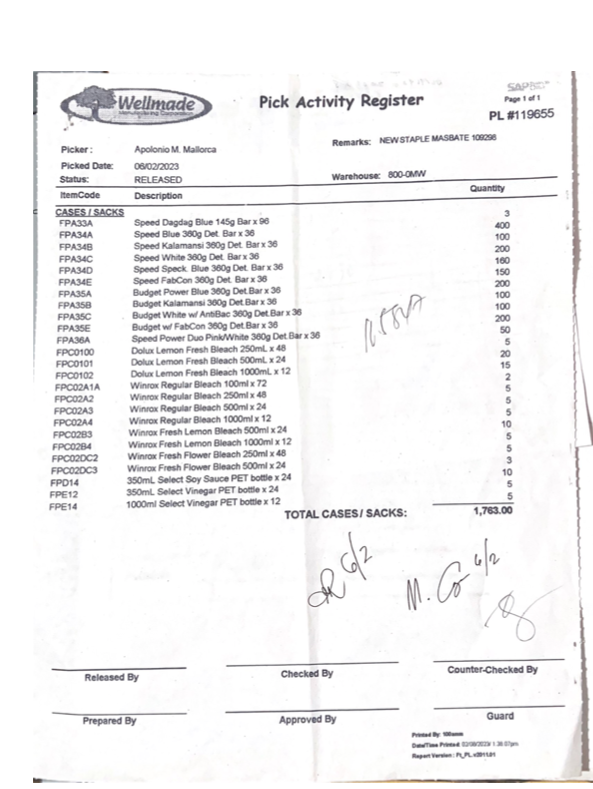 Wellmade
Manufacturing Corporation
Pick Activity Register
SAP
Page 1 of 1
PL #119655
Picker : Apolonio M. Mallorca
Remarks: NEW STAPLE MASBATE 109298
Picked Date: 06/02/2023
Status: RELEASED
Warehouse: 800-0MW
ItemCode Description Quantity
CASES / SACKS
FPA33A Speed Dagdag Blue 145g Bar x 96 3
FPA34A Speed Blue 360g Det. Bar x 36 400
FPA34B Speed Kalamansi 360g Det. Bar x 36 100
FPA34C Speed White 360g Det. Bar x 36 200
FPA34D Speed Speck. Blue 360g Det. Bar x 36 160
FPA34E Speed FabCon 360g Det. Bar x 36 150
FPA35A Budget Power Blue 360g Det. Bar x 36 200
FPA35B Budget Kalamansi 360g Det.Bar x 36 100
FPA35C Budget White w/ AntiBac 360g Det.Bar x 36 100
FPA35E Budget w/ FabCon 360g Det. Bar x 36 200
FPA36A Speed Power Duo Pink/White 360g Det.Bar x 36 50
FPC0100 Dolux Lemon Fresh Bleach 250mL x 48 5
FPC0101 Dolux Lemon Fresh Bleach 500mL x 24 20
FPC0102 Dolux Lemon Fresh Bleach 1000mL x 12 15
FPC02A1A Winrox Regular Bleach 100ml x 72 2
FPC02A2 Winrox Regular Bleach 250ml x 48 5
FPC02A3 Winrox Regular Bleach 500ml x 24 5
FPC02A4 Winrox Regular Bleach 1000ml x 12 5
FPC02B3 Winrox Fresh Lemon Bleach 500ml x 24 10
FPC02B4 Winrox Fresh Lemon Bleach 1000ml x 12 5
FPC02DC2 Winrox Fresh Flower Bleach 250ml x 48 5
FPC02DC3 Winrox Fresh Flower Bleach 500ml x 24 3
FPD14 350mL Select Soy Sauce PET bottle x 24 10
FPE12 350mL Select Vinegar PET bottle x 24 5
FPE14 1000ml Select Vinegar PET bottle x 12 5
TOTAL CASES / SACKS: 1,763.00
6/2
M. 6/2
Released By Checked By Counter-Checked By
Prepared By Approved By Guard
Printed By:
Date/Time Printed: 1:36:07pm
Report Version : Ft_PL.v2011.01